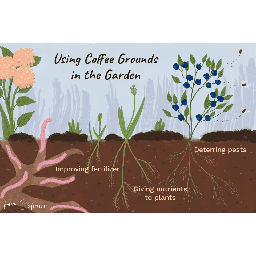 Using Coffee Grounds
in the Garden
Deterring pests
Improving fertilizer
Giving nutrients
to plants